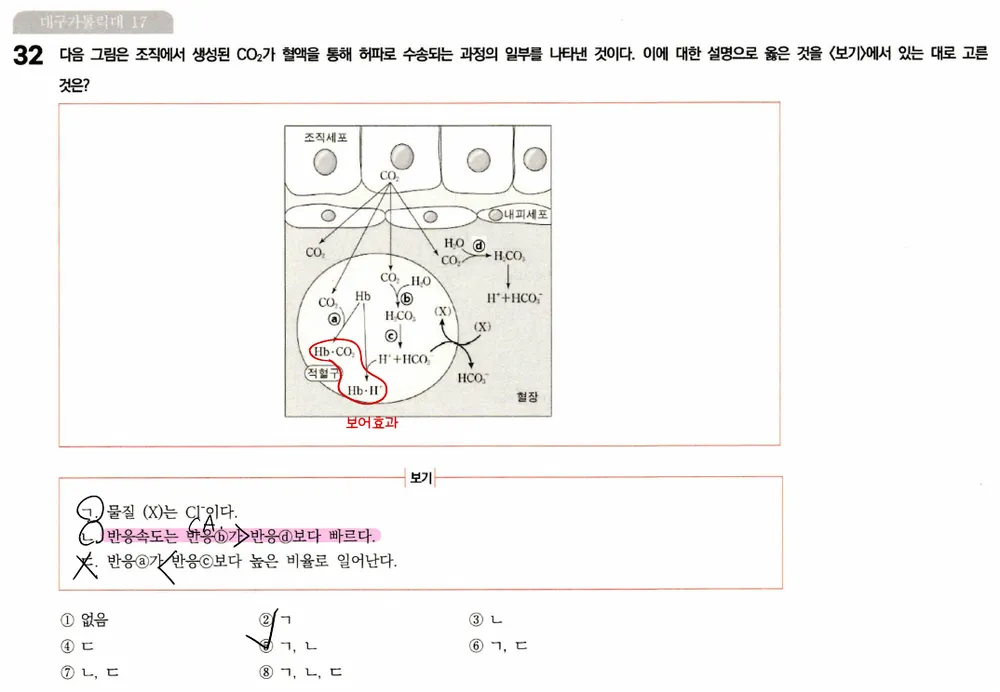 대구가톨릭대 17
32 다음 그림은 조직에서 생성된 CO₂가 혈액을 통해 허파로 수송되는 과정의 일부를 나타낸 것이다. 이에 대한 설명으로 옳은 것을 <보기>에서 있는 대로 고른
것은?
조직세포
CO₂
내피세포
CO₂
H₂O ⓓ
CO₂ H₂CO₃
H⁺+HCO₃⁻
CO₂ H₂O
CO₂ Hb ⓑ
ⓐ H₂CO₃ (X)
ⓒ (X)
Hb·CO₂ H⁺+HCO₃⁻
적혈구 HCO₃⁻
Hb·H⁺
혈장
보어효과
보기
ㄱ. 물질 (X)는 Cl⁻이다.
CA.
ㄴ. 반응속도는 반응ⓑ가 > 반응ⓓ보다 빠르다.
ㄷ. 반응ⓐ가 < 반응ⓒ보다 높은 비율로 일어난다.
① 없음 ② ㄱ ③ ㄴ
④ ㄷ ⑤ ㄱ, ㄴ ⑥ ㄱ, ㄷ
⑦ ㄴ, ㄷ ⑧ ㄱ, ㄴ, ㄷ